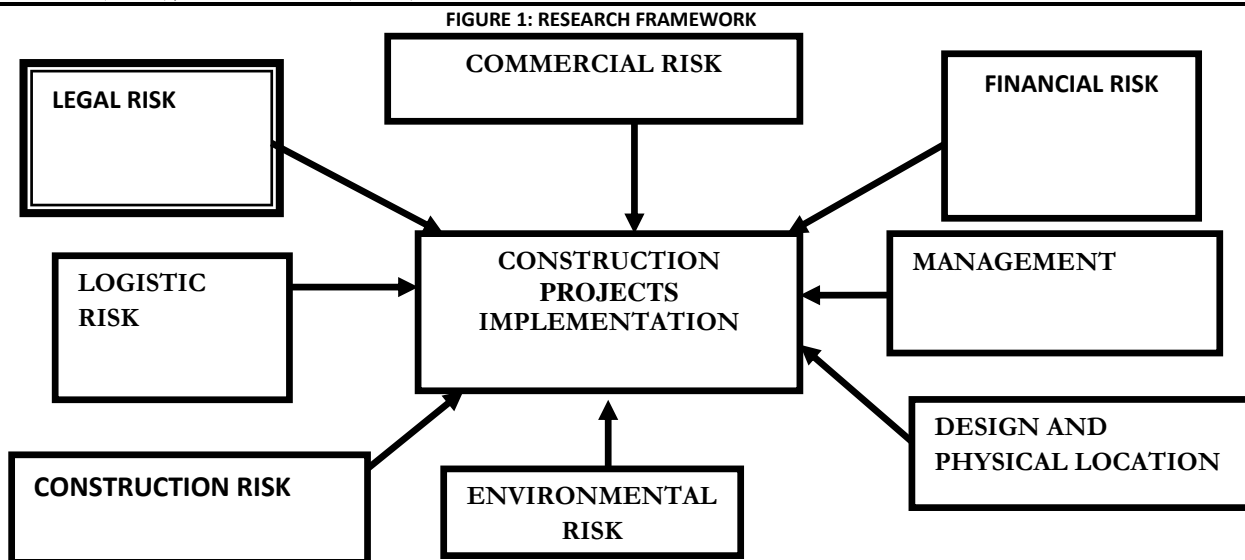 FIGURE 1: RESEARCH FRAMEWORK
COMMERCIAL RISK
LEGAL RISK
FINANCIAL RISK
LOGISTIC
RISK
CONSTRUCTION
PROJECTS
IMPLEMENTATION
MANAGEMENT
CONSTRUCTION RISK
ENVIRONMENTAL
RISK
DESIGN AND
PHYSICAL LOCATION